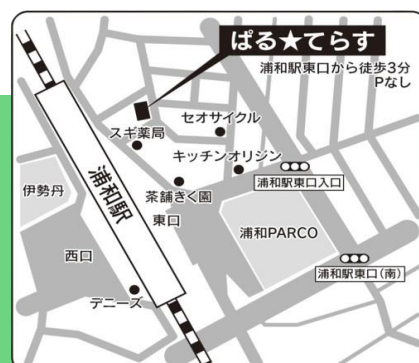 ぱる★てらす
浦和駅東口から徒歩3分
Pなし
セオサイクル
スギ薬局
キッチンオリジン
浦和駅東口入口
伊勢丹
浦和駅
茶舗きく園
東口
浦和PARCO
西口
浦和駅東口(南)
デニーズ